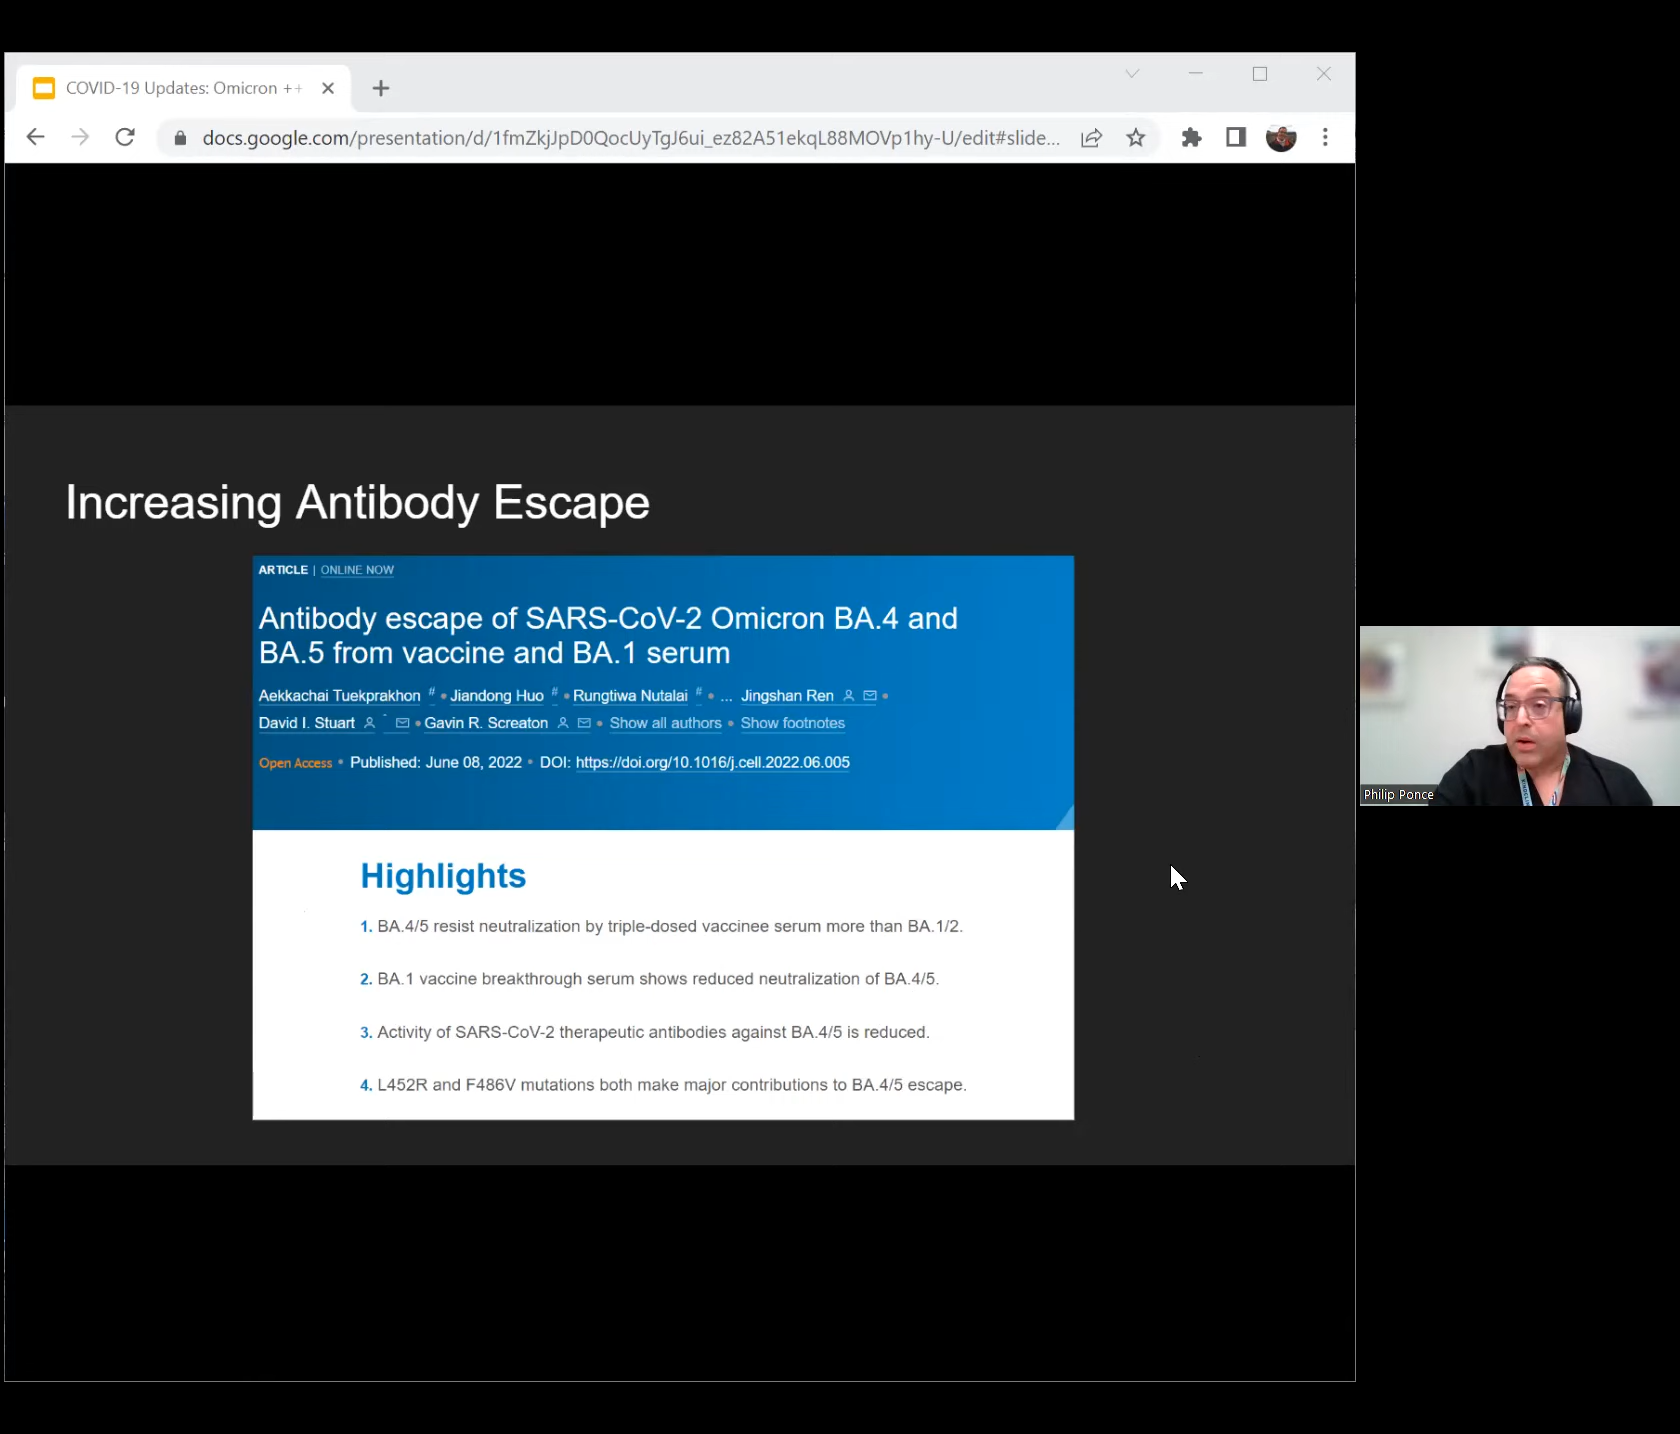 COVID-19 Updates: Omicron ++
docs.google.com/presentation/d/1fmZkjJpD0QocUyTgJ6ui_ez82A51ekqL88MOVp1hy-U/edit#slide...
Increasing Antibody Escape
ARTICLE | ONLINE NOW
Antibody escape of SARS-CoV-2 Omicron BA.4 and
BA.5 from vaccine and BA.1 serum
Aekkachai Tuekprakhon # • Jiandong Huo # • Rungtiwa Nutalai # • ... Jingshan Ren •
David I. Stuart • Gavin R. Screaton • Show all authors • Show footnotes
Open Access • Published: June 08, 2022 • DOI: https://doi.org/10.1016/j.cell.2022.06.005
Highlights
1. BA.4/5 resist neutralization by triple-dosed vaccinee serum more than BA.1/2.
2. BA.1 vaccine breakthrough serum shows reduced neutralization of BA.4/5.
3. Activity of SARS-CoV-2 therapeutic antibodies against BA.4/5 is reduced.
4. L452R and F486V mutations both make major contributions to BA.4/5 escape.
Philip Ponce